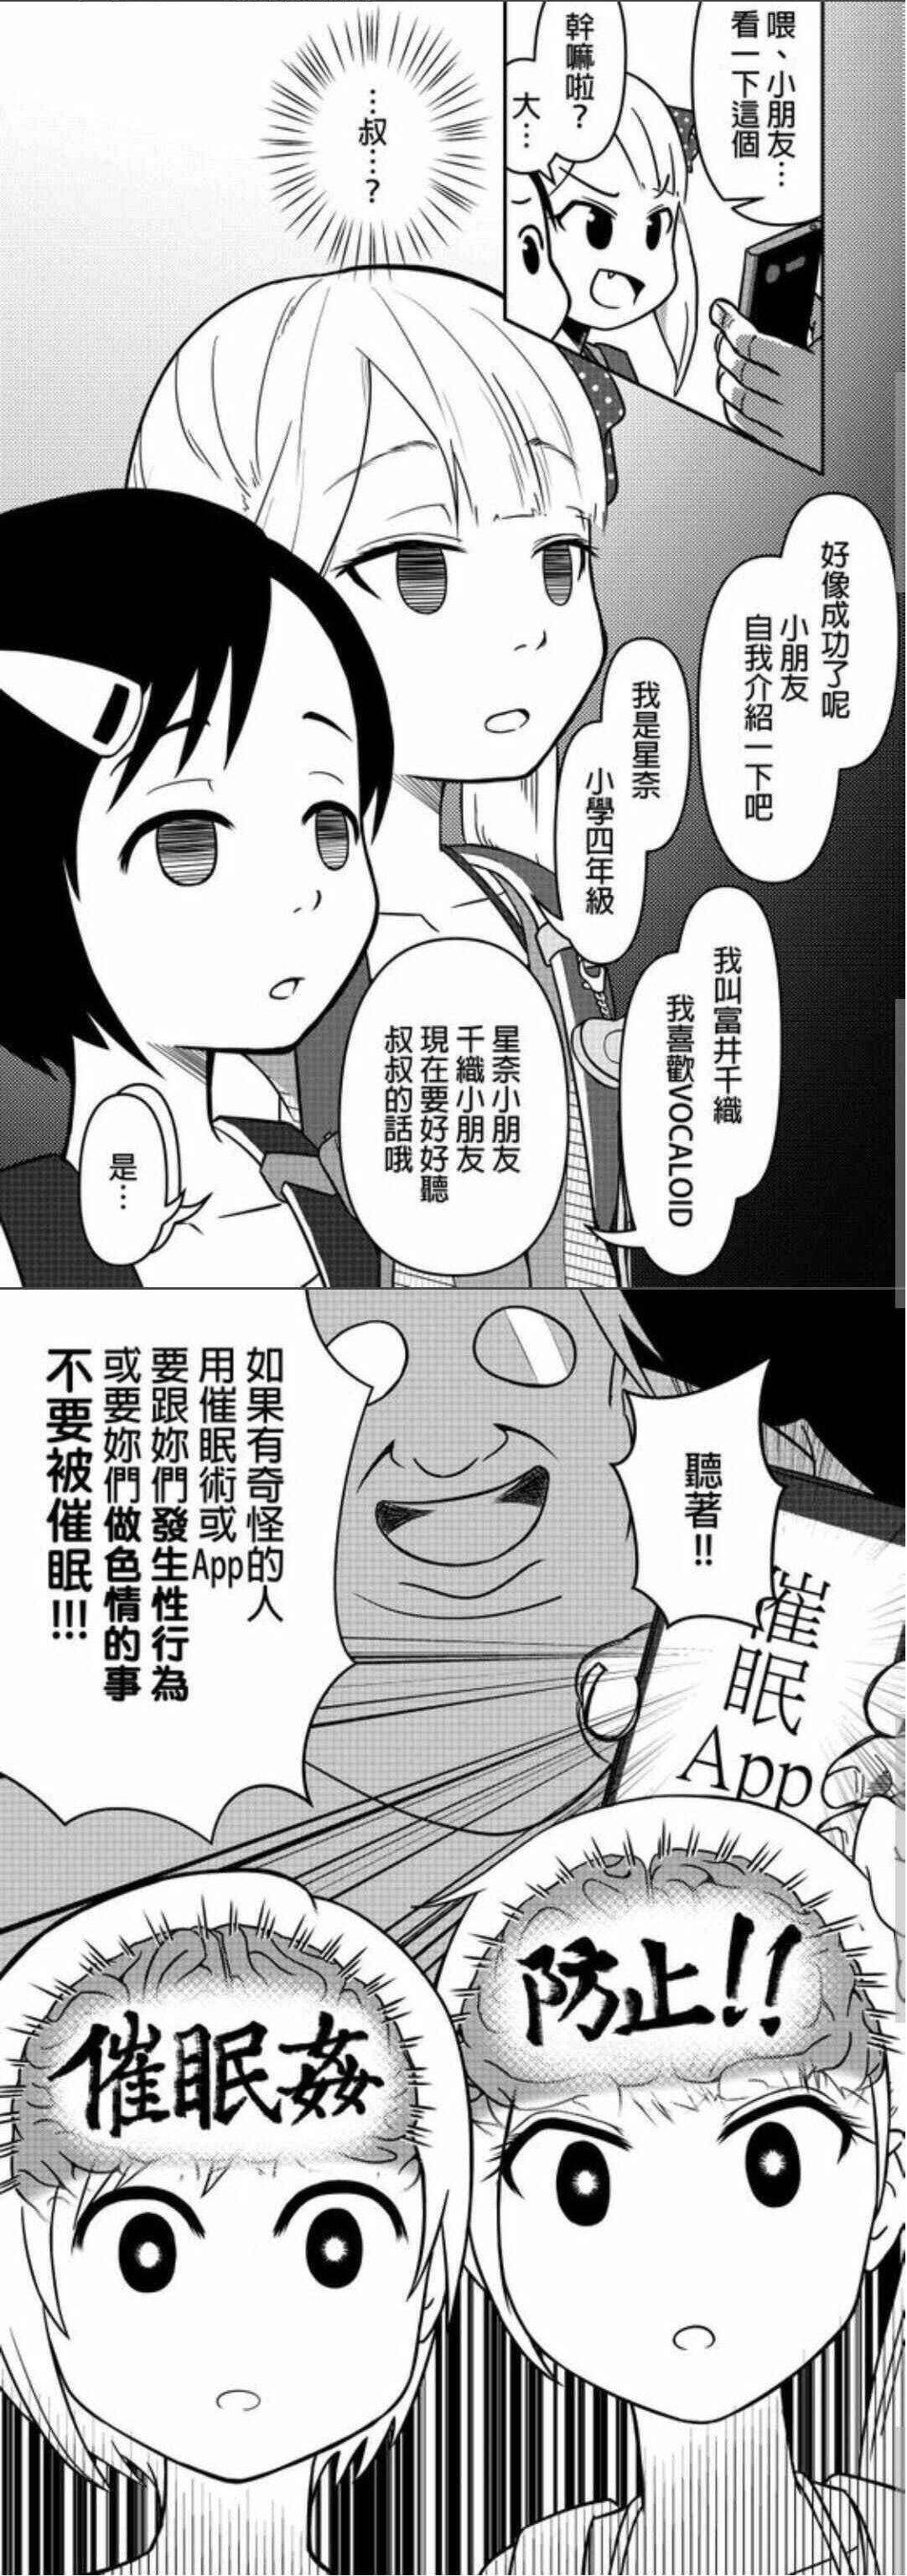 喂、小朋友…
看一下這個
幹嘛啦？
大…
…叔……？
好像成功了呢
小朋友
自我介紹一下吧
我是星奈
小學四年級
我叫富井千織
我喜歡VOCALOID
星奈小朋友
千織小朋友
現在要好好聽
叔叔的話哦
是…
聽著!!
催眠
App
如果有奇怪的人
用催眠術或App
要跟妳們發生性行為
或要妳們做色情的事
不要被催眠!!!
催眠姦
防止!!